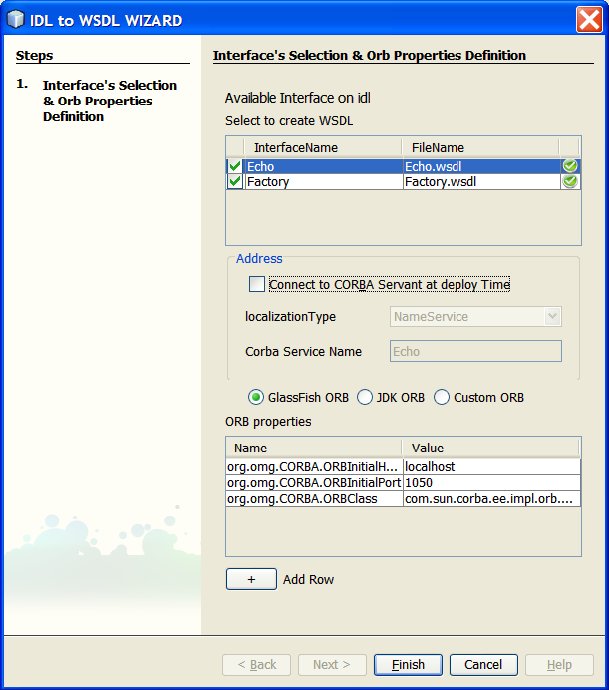 IDL to WSDL WIZARD
Steps
1. Interface's Selection
& Orb Properties
Definition
Interface's Selection & Orb Properties Definition
Available Interface on idl
Select to create WSDL
InterfaceName FileName
Echo Echo.wsdl
Factory Factory.wsdl
Address
Connect to CORBA Servant at deploy Time
localizationType NameService
Corba Service Name Echo
GlassFish ORB JDK ORB Custom ORB
ORB properties
Name Value
org.omg.CORBA.ORBInitialH... localhost
org.omg.CORBA.ORBInitialPort 1050
org.omg.CORBA.ORBClass com.sun.corba.ee.impl.orb....
+ Add Row
< Back Next > Finish Cancel Help